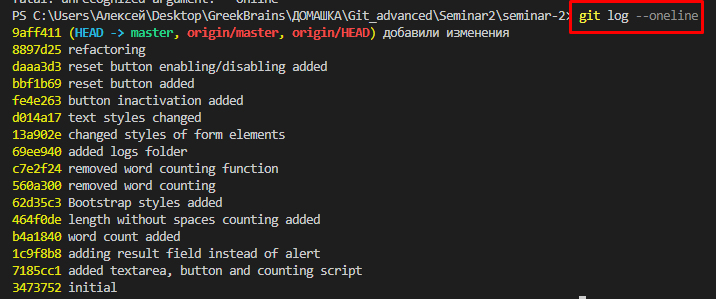 PS C:\Users\Алексей\Desktop\GreekBrains\ДОМАШКА\Git_advanced\Seminar2\seminar-2> git log --oneline
9aff411 (HEAD -> master, origin/master, origin/HEAD) добавили изменения
8897d25 refactoring
daaa3d3 reset button enabling/disabling added
bbf1b69 reset button added
fe4e263 button inactivation added
d014a17 text styles changed
13a902e changed styles of form elements
69ee940 added logs folder
c7e2f24 removed word counting function
560a300 removed word counting
62d35c3 Bootstrap styles added
464f0de length without spaces counting added
b4a1840 word count added
1c9f8b8 adding result field instead of alert
7185cc1 added textarea, button and counting script
3473752 initial